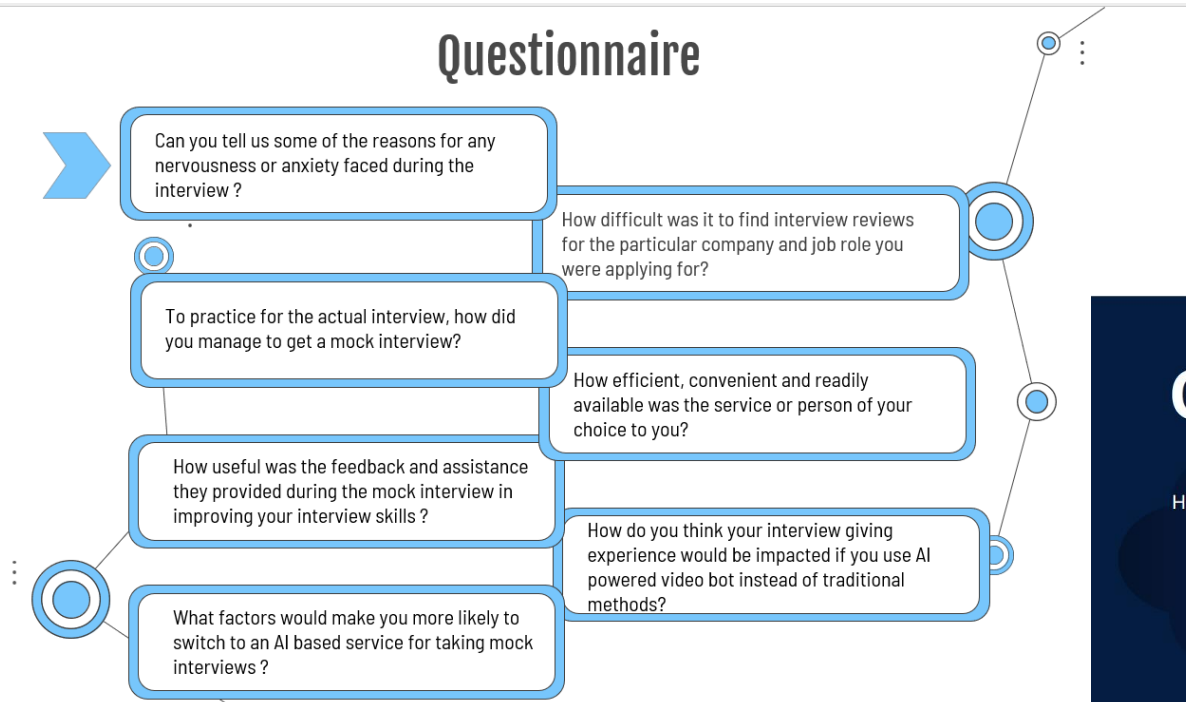 Questionnaire
Can you tell us some of the reasons for any
nervousness or anxiety faced during the
interview ?
How difficult was it to find interview reviews
for the particular company and job role you
were applying for?
To practice for the actual interview, how did
you manage to get a mock interview?
How efficient, convenient and readily
available was the service or person of your
choice to you?
How useful was the feedback and assistance
they provided during the mock interview in
improving your interview skills ?
How do you think your interview giving
experience would be impacted if you use AI
powered video bot instead of traditional
methods?
What factors would make you more likely to
switch to an AI based service for taking mock
interviews ?